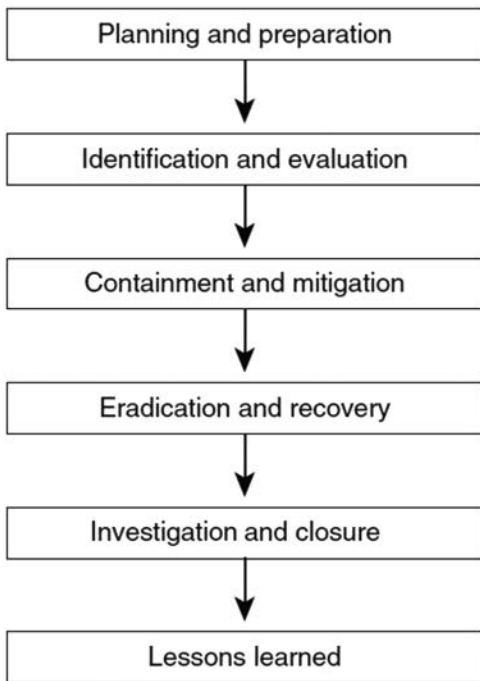 Planning and preparation
Identification and evaluation
Containment and mitigation
Eradication and recovery
Investigation and closure
Lessons learned